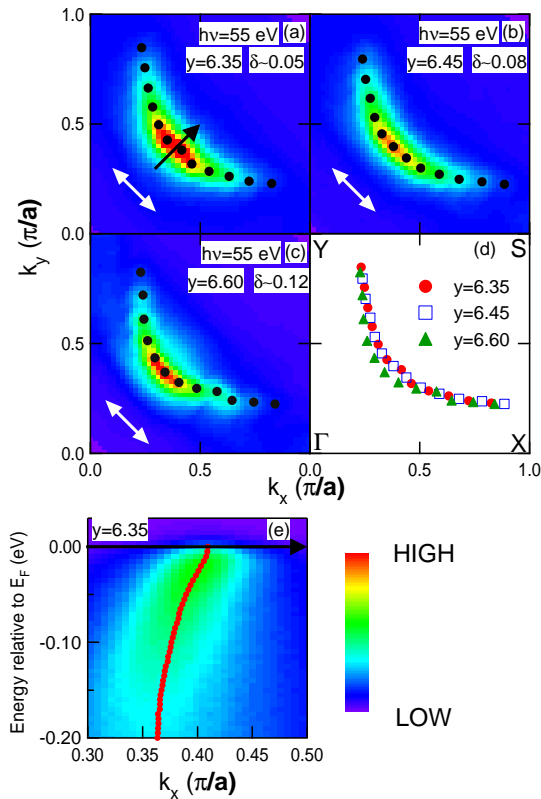 hν=55 eV (a)
y=6.35 δ~0.05
hν=55 eV (b)
y=6.45 δ~0.08
1.0
0.5
0.0
k_y (π/a)
hν=55 eV (c)
y=6.60 δ~0.12
1.0
0.5
0.0
Y
(d)
S
y=6.35
y=6.45
y=6.60
Γ
X
0.0
0.5
0.0
0.5
1.0
k_x (π/a)
y=6.35
(e)
Energy relative to E_F (eV)
0.00
-0.10
-0.20
0.30
0.40
0.50
k_x (π/a)
HIGH
LOW